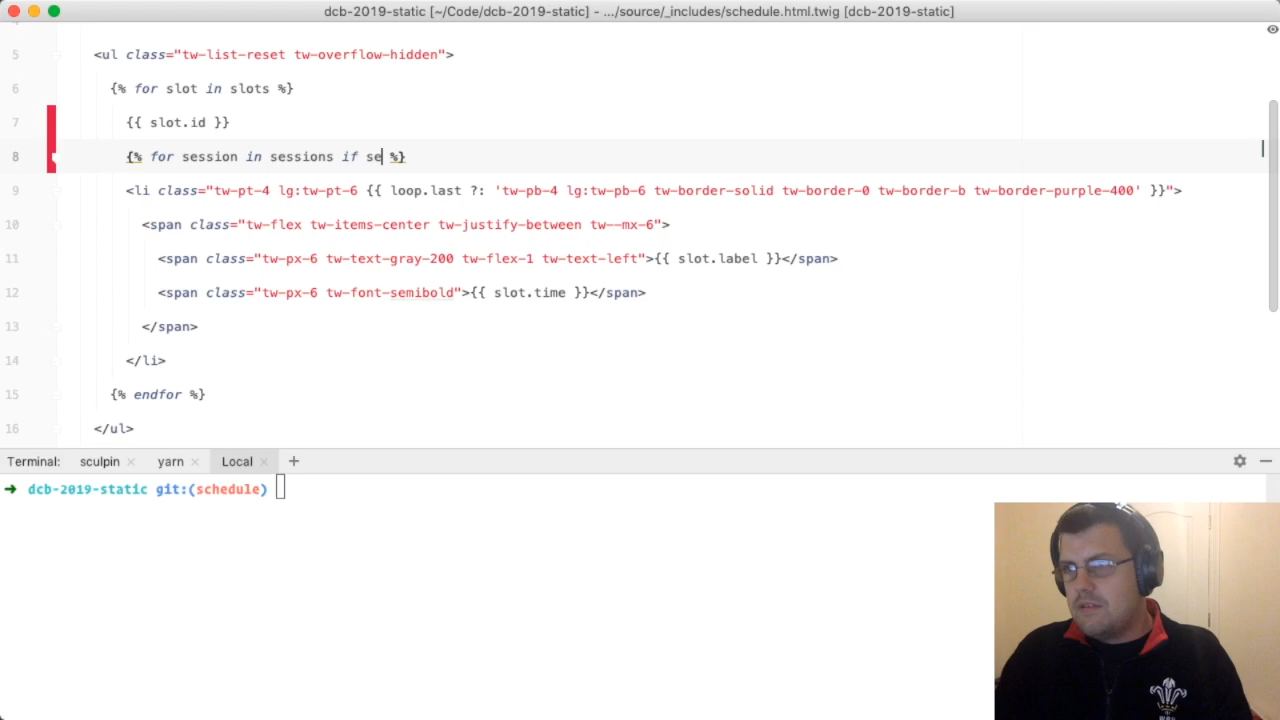 dcb-2019-static [~/Code/dcb-2019-static] - .../source/_includes/schedule.html.twig [dcb-2019-static]
5 <ul class="tw-list-reset tw-overflow-hidden">
6 {% for slot in slots %}
7 {{ slot.id }}
8 {% for session in sessions if se %}
9 <li class="tw-pt-4 lg:tw-pt-6 {{ loop.last ?: 'tw-pb-4 lg:tw-pb-6 tw-border-solid tw-border-0 tw-border-b tw-border-purple-400' }}">
10 <span class="tw-flex tw-items-center tw-justify-between tw--mx-6">
11 <span class="tw-px-6 tw-text-gray-200 tw-flex-1 tw-text-left">{{ slot.label }}</span>
12 <span class="tw-px-6 tw-font-semibold">{{ slot.time }}</span>
13 </span>
14 </li>
15 {% endfor %}
16 </ul>
Terminal: sculpin × yarn × Local × +
➜ dcb-2019-static git:(schedule)